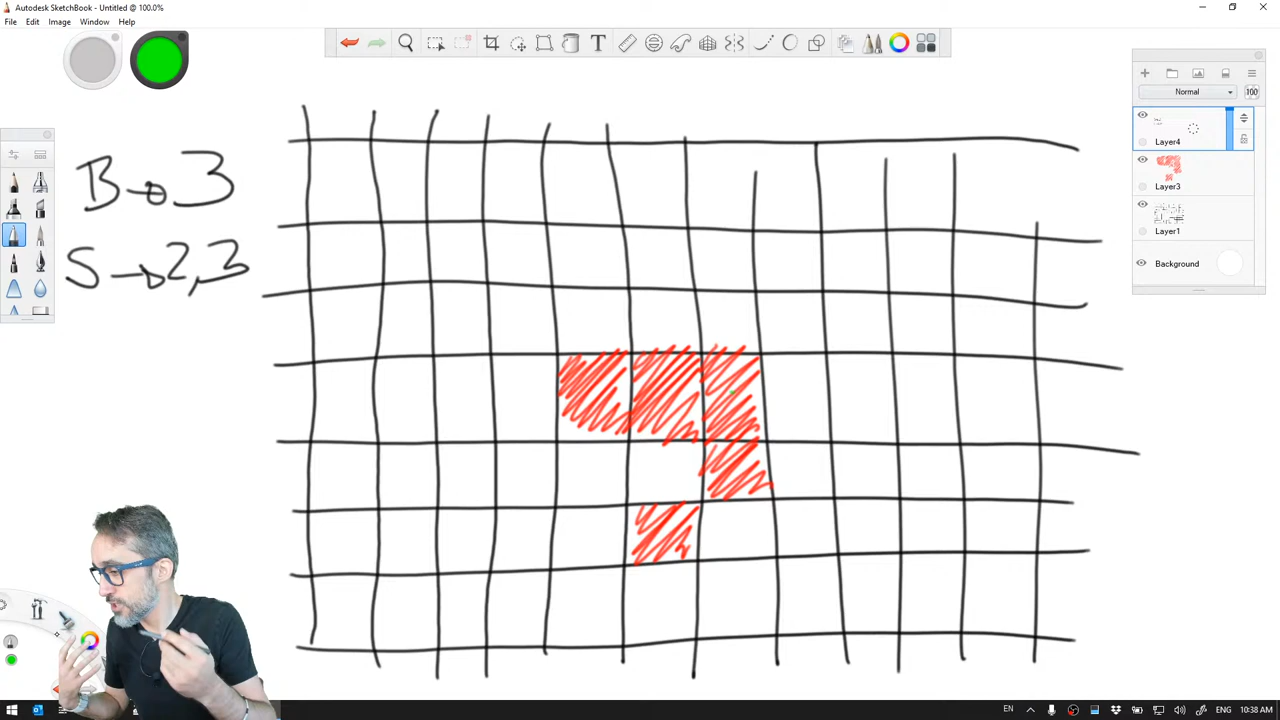 Autodesk SketchBook - Untitled @ 100.0%
File Edit Image Window Help
Normal
100
Layer4
Layer3
Layer1
Background
B→3
S→2,3
EN
10:38 AM